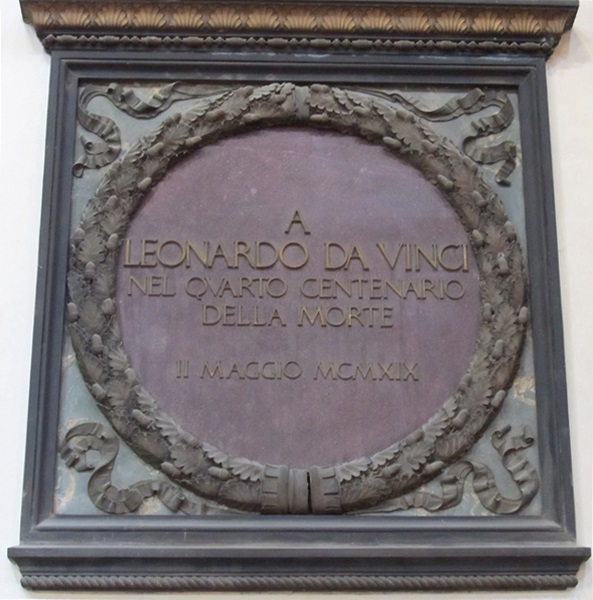 A
LEONARDO DA VINCI
NEL QVARTO CENTENARIO
DELLA MORTE
II MAGGIO MCMXIX